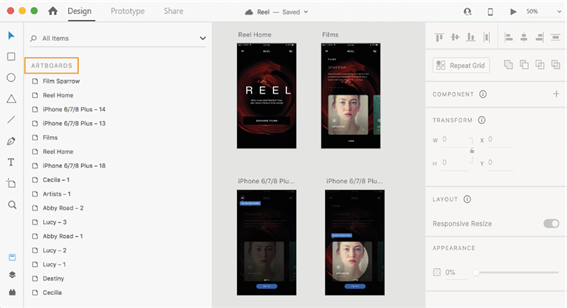 Design
Prototype
Share
Reel – Saved
50%
All Items
ARTBOARDS
Film Sparrow
Reel Home
iPhone 6/7/8 Plus – 14
iPhone 6/7/8 Plus – 13
Films
Reel Home
iPhone 6/7/8 Plus – 18
Cecila – 1
Artists – 1
Abby Road – 2
Lucy – 3
Abby Road – 1
Lucy – 2
Lucy – 1
Destiny
Cecilia
Reel Home
Films
REEL
iPhone 6/7/8 Plu...
iPhone 6/7/8 Plu...
Repeat Grid
COMPONENT
TRANSFORM
W 0 X 0
H 0 Y 0
LAYOUT
Responsive Resize
APPEARANCE
0%